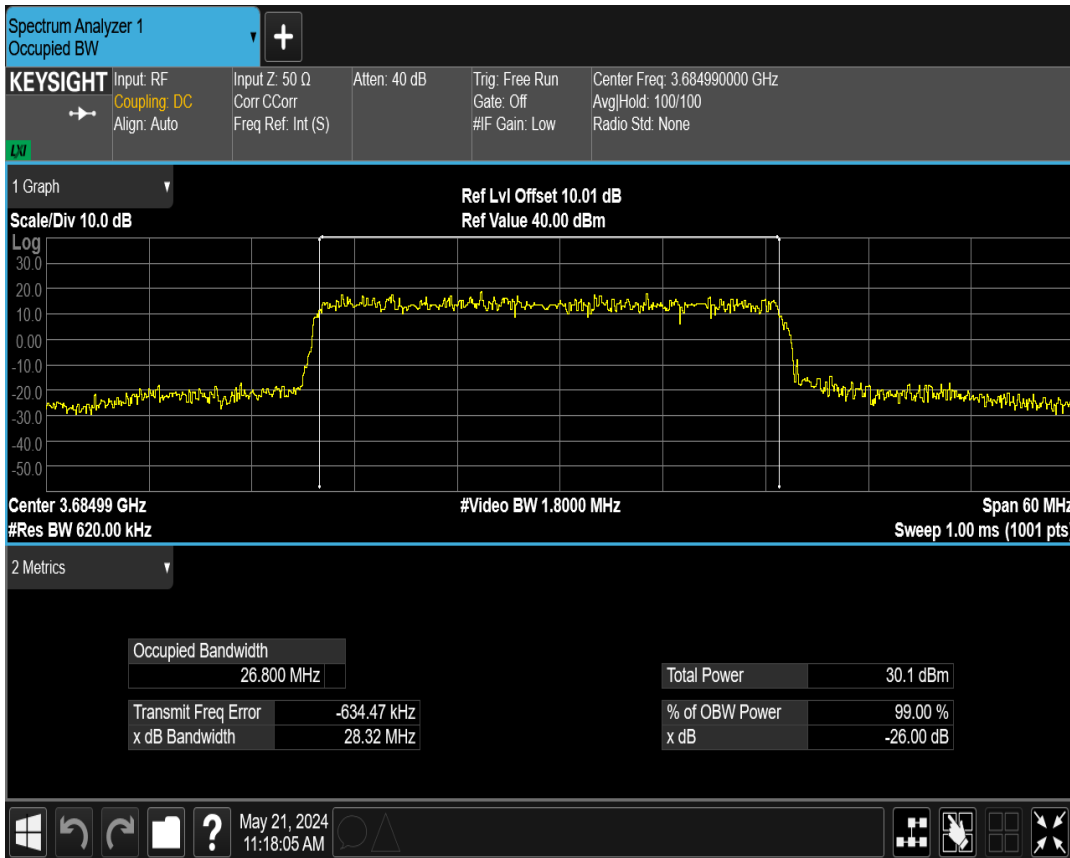 Spectrum Analyzer 1
Occupied BW
KEYSIGHT
LXI
Input: RF
Coupling: DC
Align: Auto
Input Z: 50 Ω
Corr CCorr
Freq Ref: Int (S)
Atten: 40 dB
Trig: Free Run
Gate: Off
#IF Gain: Low
Center Freq: 3.684990000 GHz
Avg|Hold: 100/100
Radio Std: None
1 Graph
Scale/Div 10.0 dB
Ref Lvl Offset 10.01 dB
Ref Value 40.00 dBm
Log
30.0
20.0
10.0
0.00
-10.0
-20.0
-30.0
-40.0
-50.0
Center 3.68499 GHz
#Video BW 1.8000 MHz
Span 60 MHz
#Res BW 620.00 kHz
Sweep 1.00 ms (1001 pts)
2 Metrics
Occupied Bandwidth
26.800 MHz
Total Power 30.1 dBm
Transmit Freq Error -634.47 kHz
% of OBW Power 99.00 %
x dB Bandwidth 28.32 MHz
x dB -26.00 dB
?
May 21, 2024
11:18:05 AM